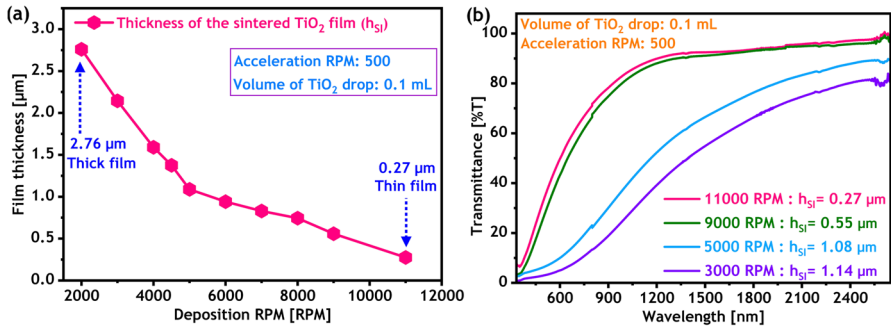 (a)
Thickness of the sintered TiO₂ film (h_SI)
Acceleration RPM: 500
Volume of TiO₂ drop: 0.1 mL
2.76 µm
Thick film
0.27 µm
Thin film
Film thickness [µm]
3.0
2.5
2.0
1.5
1.0
0.5
0.0
2000 4000 6000 8000 10000 12000
Deposition RPM [RPM]
(b)
Volume of TiO₂ drop: 0.1 mL
Acceleration RPM: 500
Transmittance [%T]
100
80
60
40
20
0
11000 RPM : h_SI= 0.27 µm
9000 RPM : h_SI= 0.55 µm
5000 RPM : h_SI= 1.08 µm
3000 RPM : h_SI= 1.14 µm
600 900 1200 1500 1800 2100 2400
Wavelength [nm]